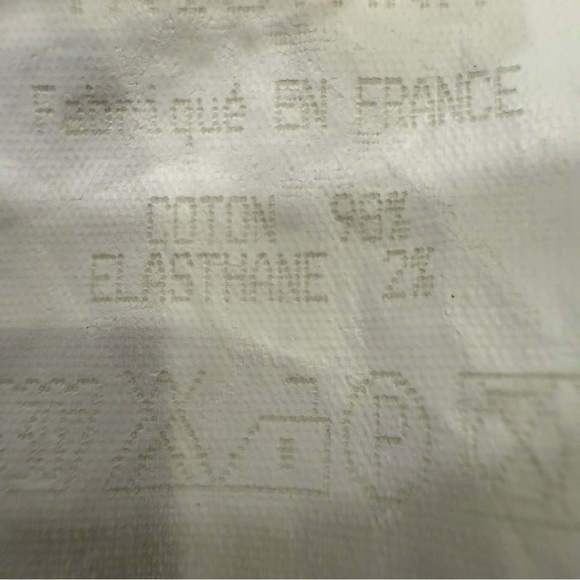 Fabriqué EN FRANCE
COTON 98%
ELASTHANE 2%